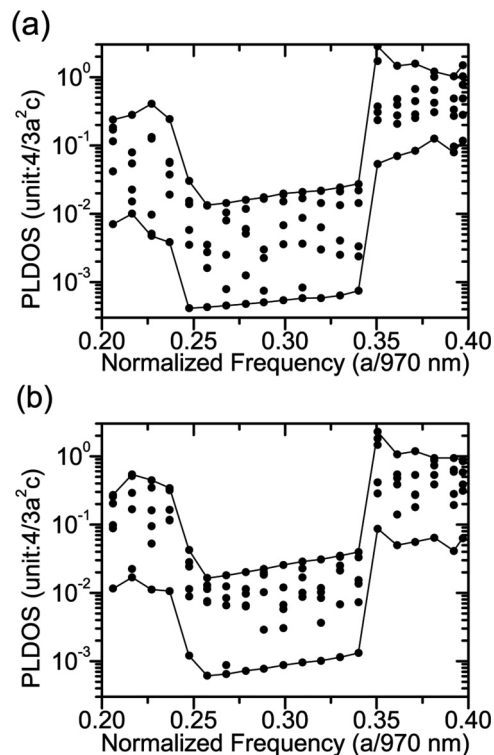 (a)
PLDOS (unit:4/3a²c)
10⁰
10⁻¹
10⁻²
10⁻³
0.20 0.25 0.30 0.35 0.40
Normalized Frequency (a/970 nm)
(b)
PLDOS (unit:4/3a²c)
10⁰
10⁻¹
10⁻²
10⁻³
0.20 0.25 0.30 0.35 0.40
Normalized Frequency (a/970 nm)